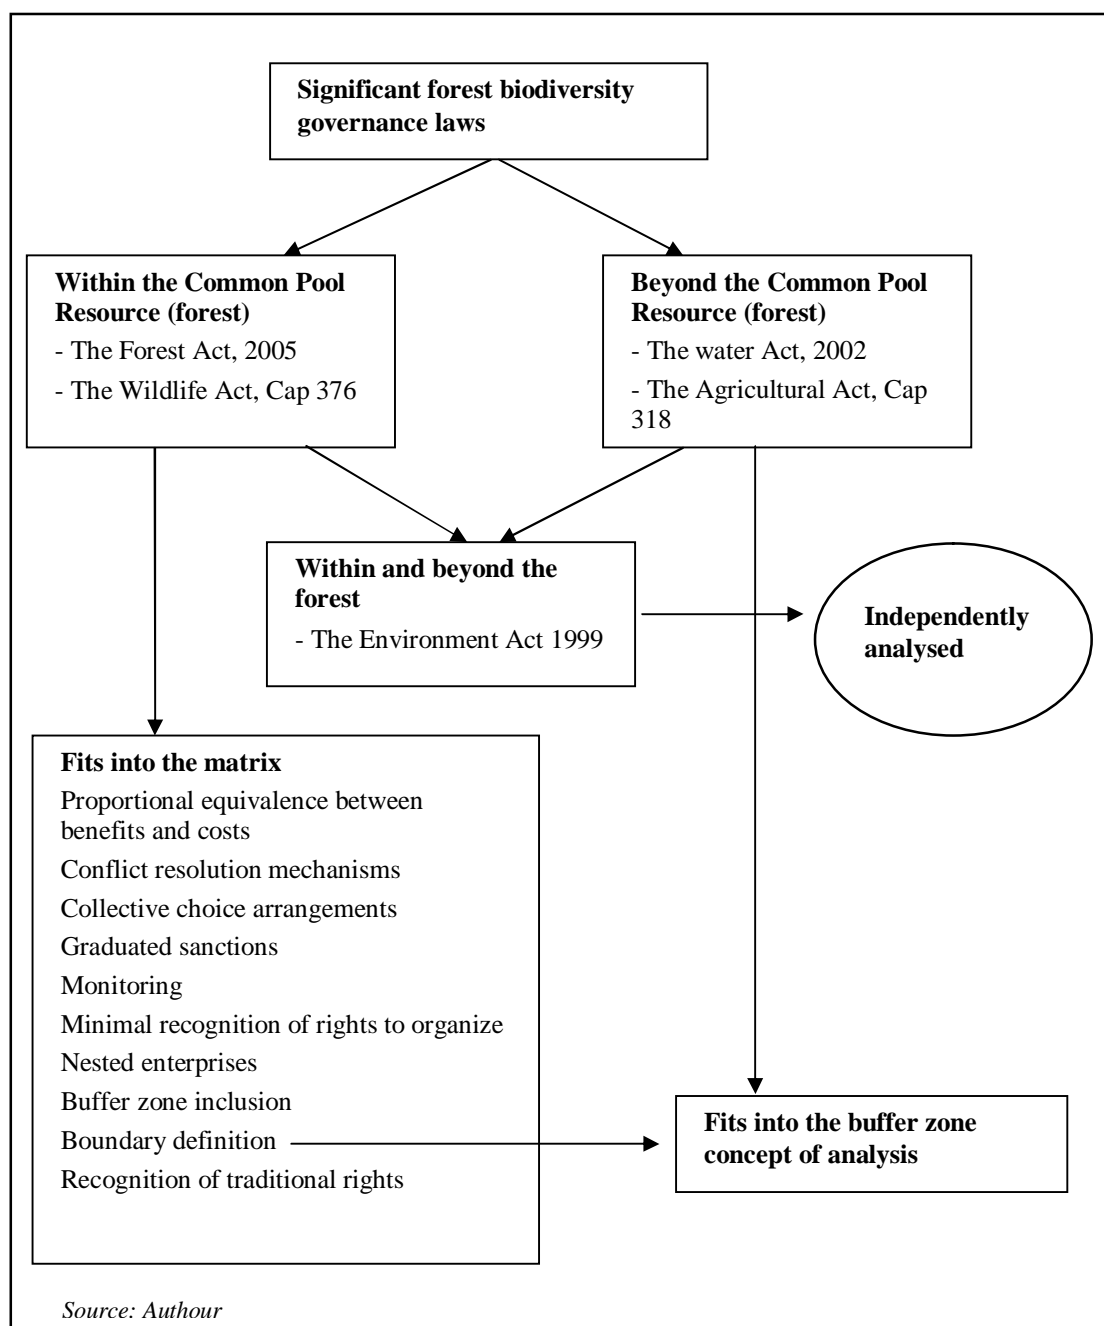 Significant forest biodiversity
governance laws
Within the Common Pool
Resource (forest)
- The Forest Act, 2005
- The Wildlife Act, Cap 376
Beyond the Common Pool
Resource (forest)
- The water Act, 2002
- The Agricultural Act, Cap
318
Within and beyond the
forest
- The Environment Act 1999
Independently
analysed
Fits into the matrix
Proportional equivalence between
benefits and costs
Conflict resolution mechanisms
Collective choice arrangements
Graduated sanctions
Monitoring
Minimal recognition of rights to organize
Nested enterprises
Buffer zone inclusion
Boundary definition
Recognition of traditional rights
Fits into the buffer zone
concept of analysis
Source: Authour